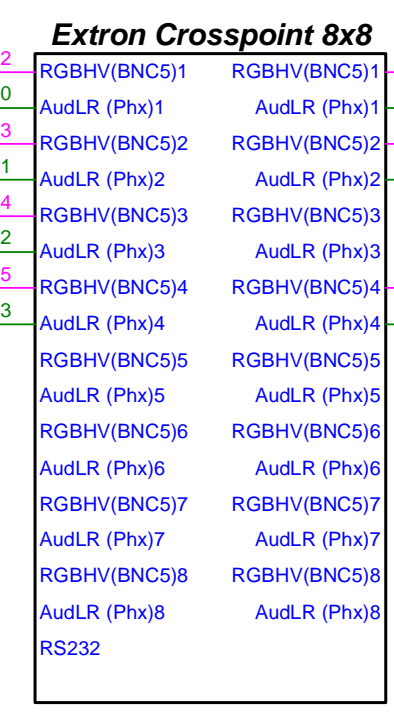 Extron Crosspoint 8x8
2
RGBHV(BNC5)1 RGBHV(BNC5)1
0
AudLR (Phx)1 AudLR (Phx)1
3
RGBHV(BNC5)2 RGBHV(BNC5)2
1
AudLR (Phx)2 AudLR (Phx)2
4
RGBHV(BNC5)3 RGBHV(BNC5)3
2
AudLR (Phx)3 AudLR (Phx)3
5
RGBHV(BNC5)4 RGBHV(BNC5)4
3
AudLR (Phx)4 AudLR (Phx)4
RGBHV(BNC5)5 RGBHV(BNC5)5
AudLR (Phx)5 AudLR (Phx)5
RGBHV(BNC5)6 RGBHV(BNC5)6
AudLR (Phx)6 AudLR (Phx)6
RGBHV(BNC5)7 RGBHV(BNC5)7
AudLR (Phx)7 AudLR (Phx)7
RGBHV(BNC5)8 RGBHV(BNC5)8
AudLR (Phx)8 AudLR (Phx)8
RS232